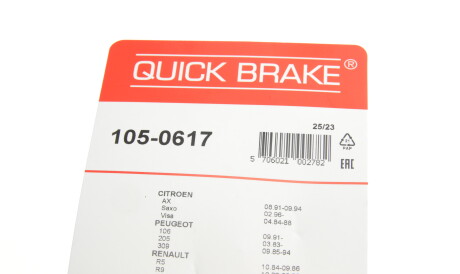 QUICK BRAKE®
105-0617
25/23
5 706021 002782
PAP
EAC
CITROEN
AX 08.91-09.94
Saxo 02.96-
Visa 04.84-88
PEUGEOT
106 09.91-
205 03.83-
309 09.85-94
RENAULT
R5 10.84-09.86
R9